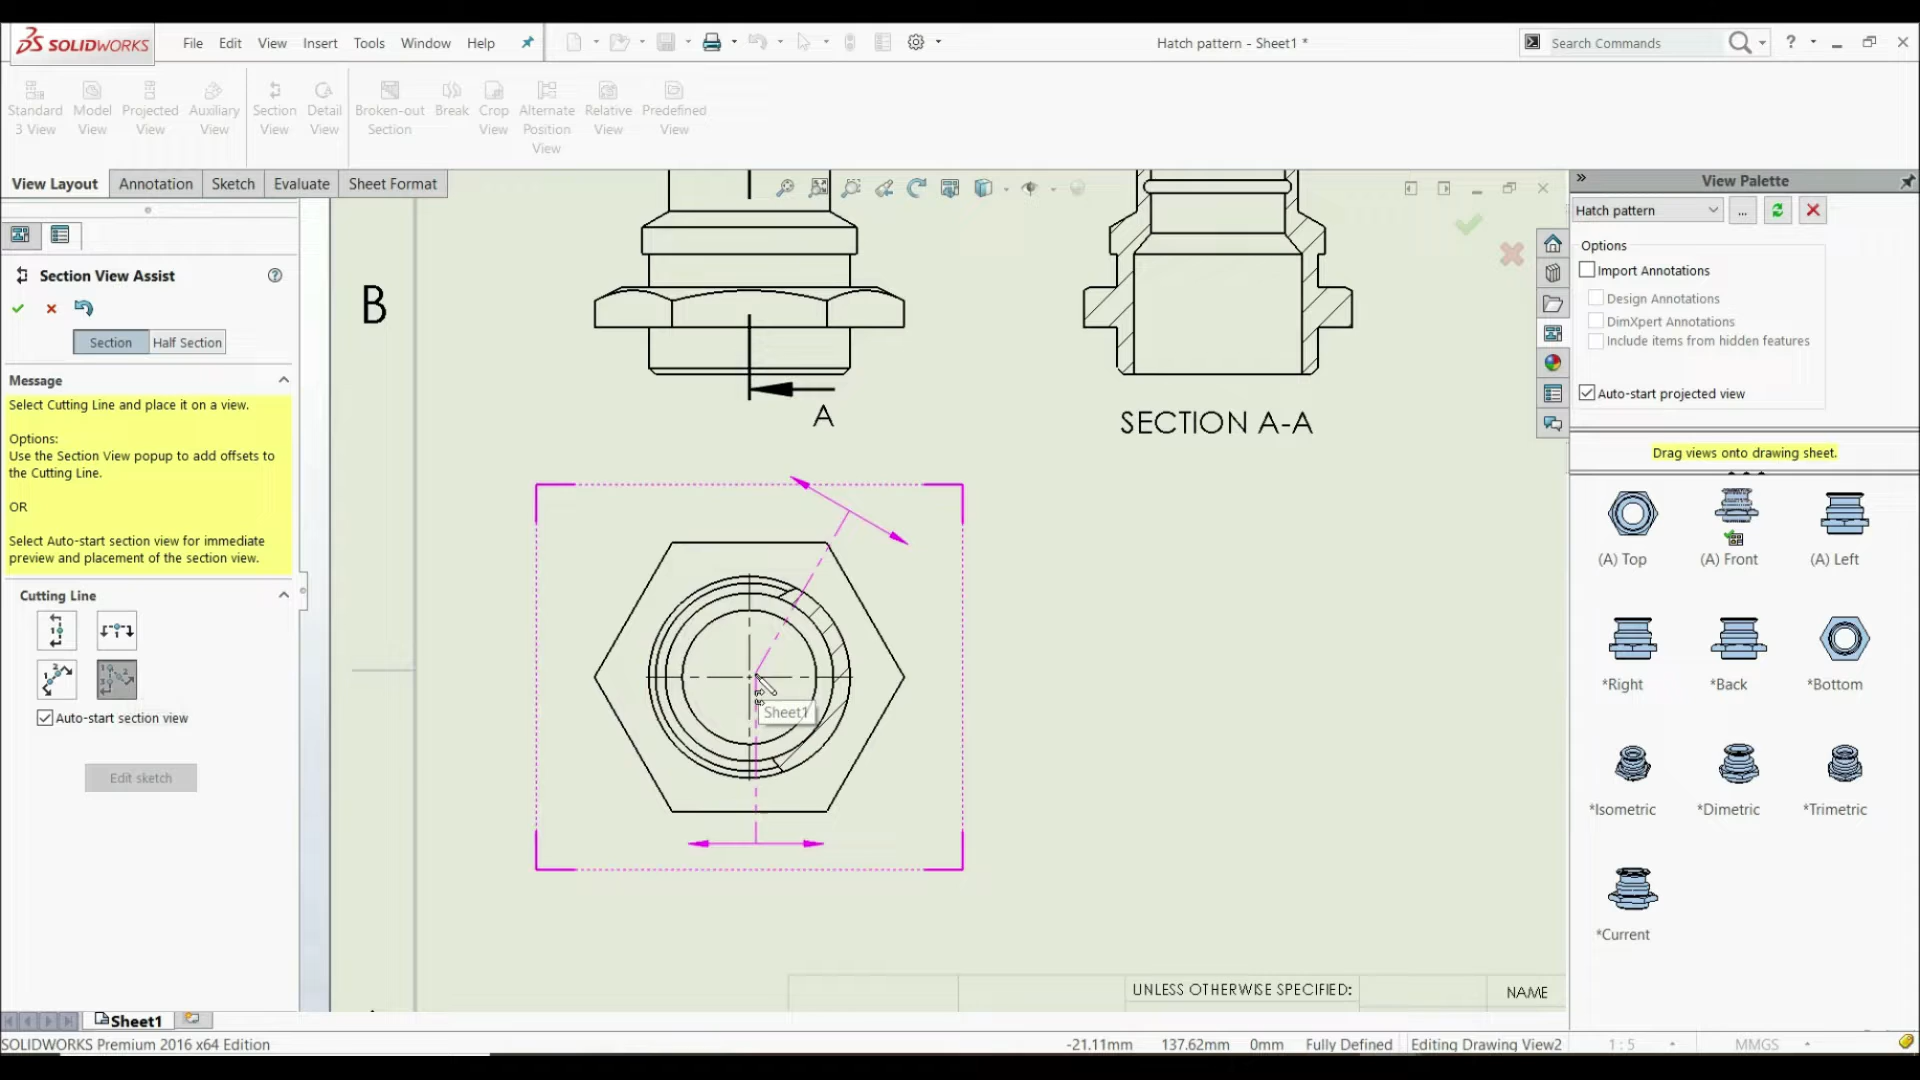 SOLIDWORKS
File Edit View Insert Tools Window Help
Hatch pattern - Sheet1 *
Search Commands
?
Standard 3 View
Model View
Projected View
Auxiliary View
Section View
Detail View
Broken-out Section
Break
Crop View
Alternate Position View
Relative View
Predefined View
View Layout Annotation Sketch Evaluate Sheet Format
Section View Assist
?
Section Half Section
Message
Select Cutting Line and place it on a view.
Options:
Use the Section View popup to add offsets to
the Cutting Line.
OR
Select Auto-start section view for immediate
preview and placement of the section view.
Cutting Line
Auto-start section view
Edit sketch
B
A
SECTION A-A
Sheet1
UNLESS OTHERWISE SPECIFIED:
NAME
View Palette
Hatch pattern
...
Options
Import Annotations
Design Annotations
DimXpert Annotations
Include items from hidden features
Auto-start projected view
Drag views onto drawing sheet.
(A) Top (A) Front (A) Left
*Right *Back *Bottom
*Isometric *Dimetric *Trimetric
*Current
Sheet1
SOLIDWORKS Premium 2016 x64 Edition
-21.11mm 137.62mm 0mm Fully Defined Editing Drawing View2 1 : 5 MMGS